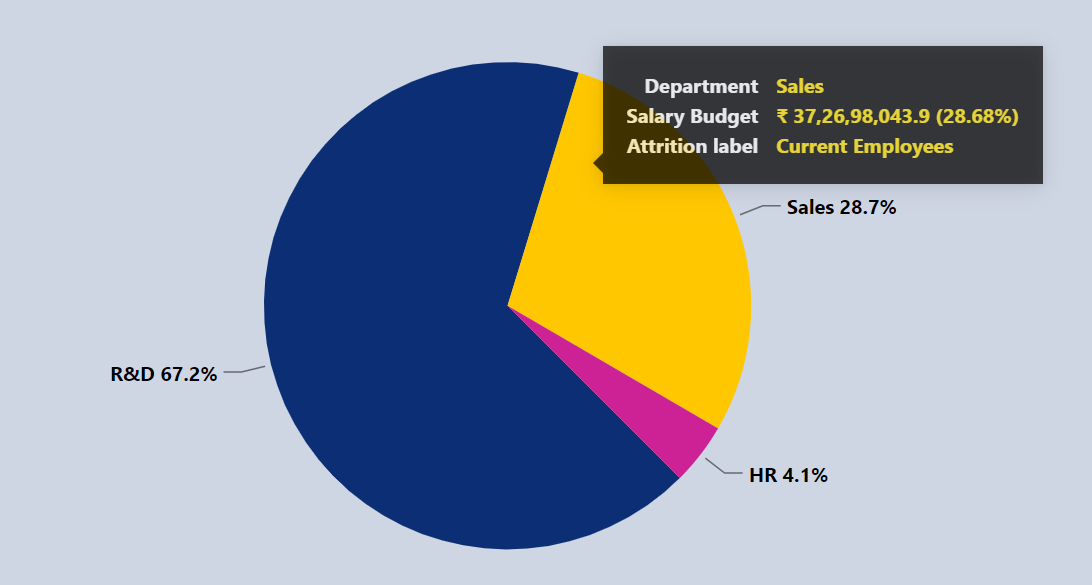 Department Sales
Salary Budget ₹ 37,26,98,043.9 (28.68%)
Attrition label Current Employees
Sales 28.7%
R&D 67.2%
HR 4.1%